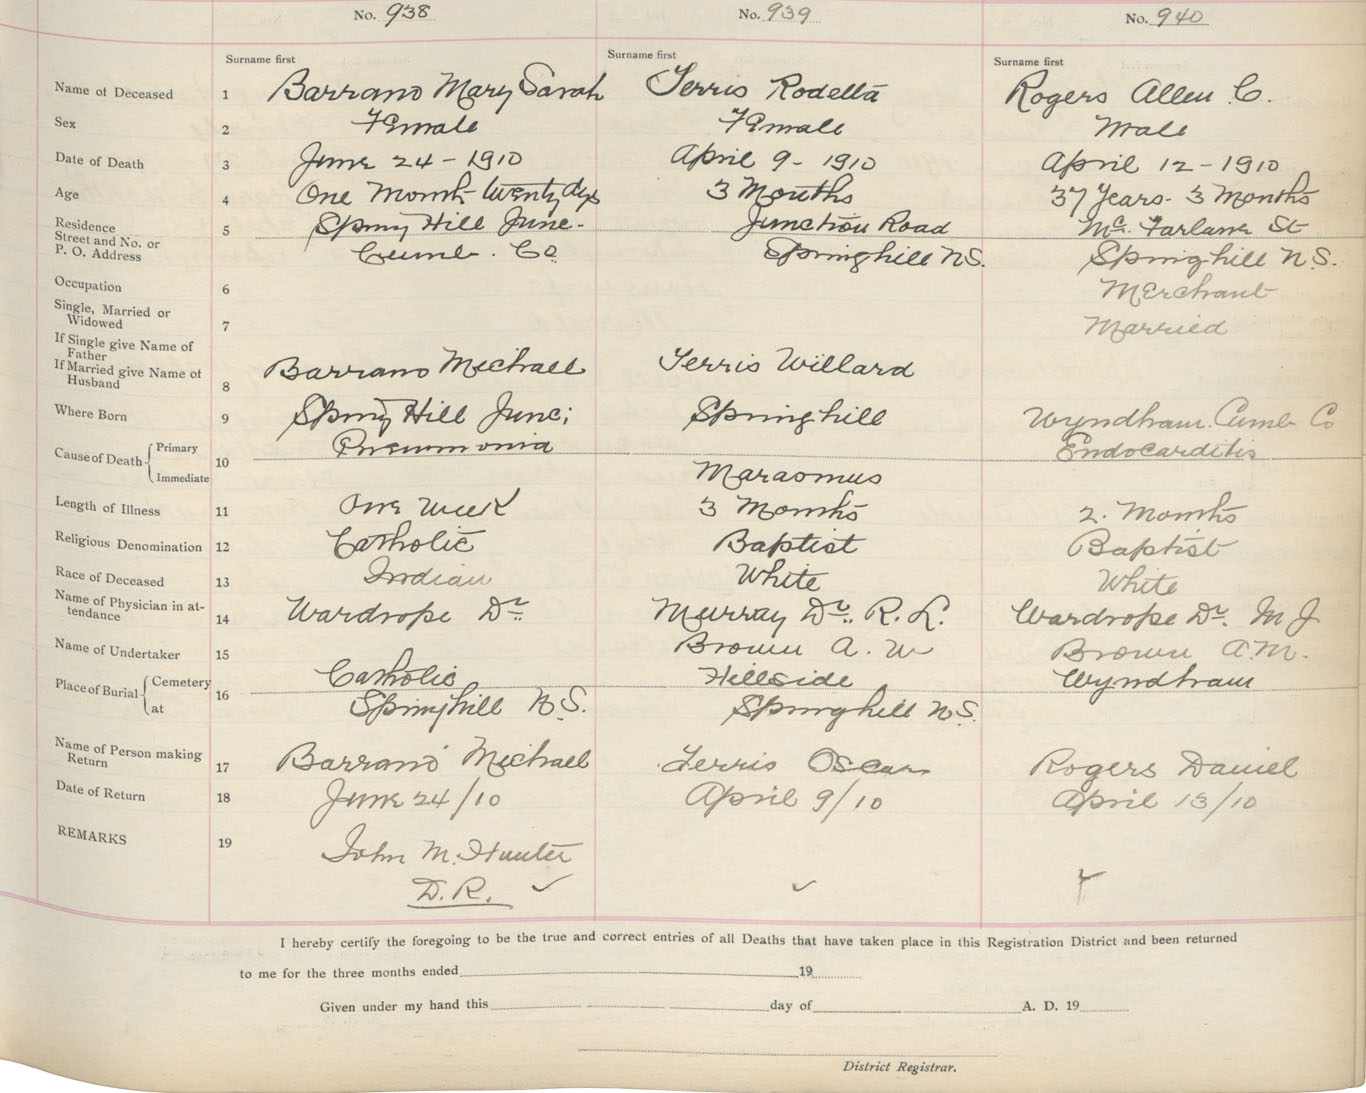 No. 938 No. 939 No. 940
Surname first Surname first Surname first
Name of Deceased 1 Barrano Mary Sarah Ferris Rodella Rogers Allen C.
Sex 2 Female Female Male
Date of Death 3 June 24 - 1910 April 9 - 1910 April 12 - 1910
Age 4 One Month twenty dys 3 Months 37 Years - 3 Months
Residence Street and No. or P. O. Address 5 Spring Hill Junc. Junction Road Mc. Farlane St
Cumb. Co Springhill N.S. Springhill N.S.
Occupation 6 Merchant
Single, Married or Widowed 7 Married
If Single give Name of Father
If Married give Name of Husband 8 Barrano Michael Ferris Willard
Where Born 9 Spring Hill Junc; Springhill Wyndham. Cumb Co
Cause of Death Primary Pneumonia Endocarditis
10
Immediate Maraomus
Length of Illness 11 One Week 3 Months 2. Months
Religious Denomination 12 Catholic Baptist Baptist
Race of Deceased 13 Indian White White
Name of Physician in attendance 14 Wardrope Dr. Murray Dr. R. L. Wardrope Dr. M J
Name of Undertaker 15 Brown A. W Brown A.M.
Place of Burial Cemetery 16 Catholic Hillside Wyndham
at Springhill N.S. Springhill N.S.
Name of Person making Return 17 Barrano Michael Ferris Oscar Rogers Daniel
Date of Return 18 June 24/10 April 9/10 April 13/10
REMARKS 19 John M. Hunter
D.R. ✓ ✓
I hereby certify the foregoing to be the true and correct entries of all Deaths that have taken place in this Registration District and been returned
to me for the three months ended 19
Given under my hand this day of A. D. 19
District Registrar.